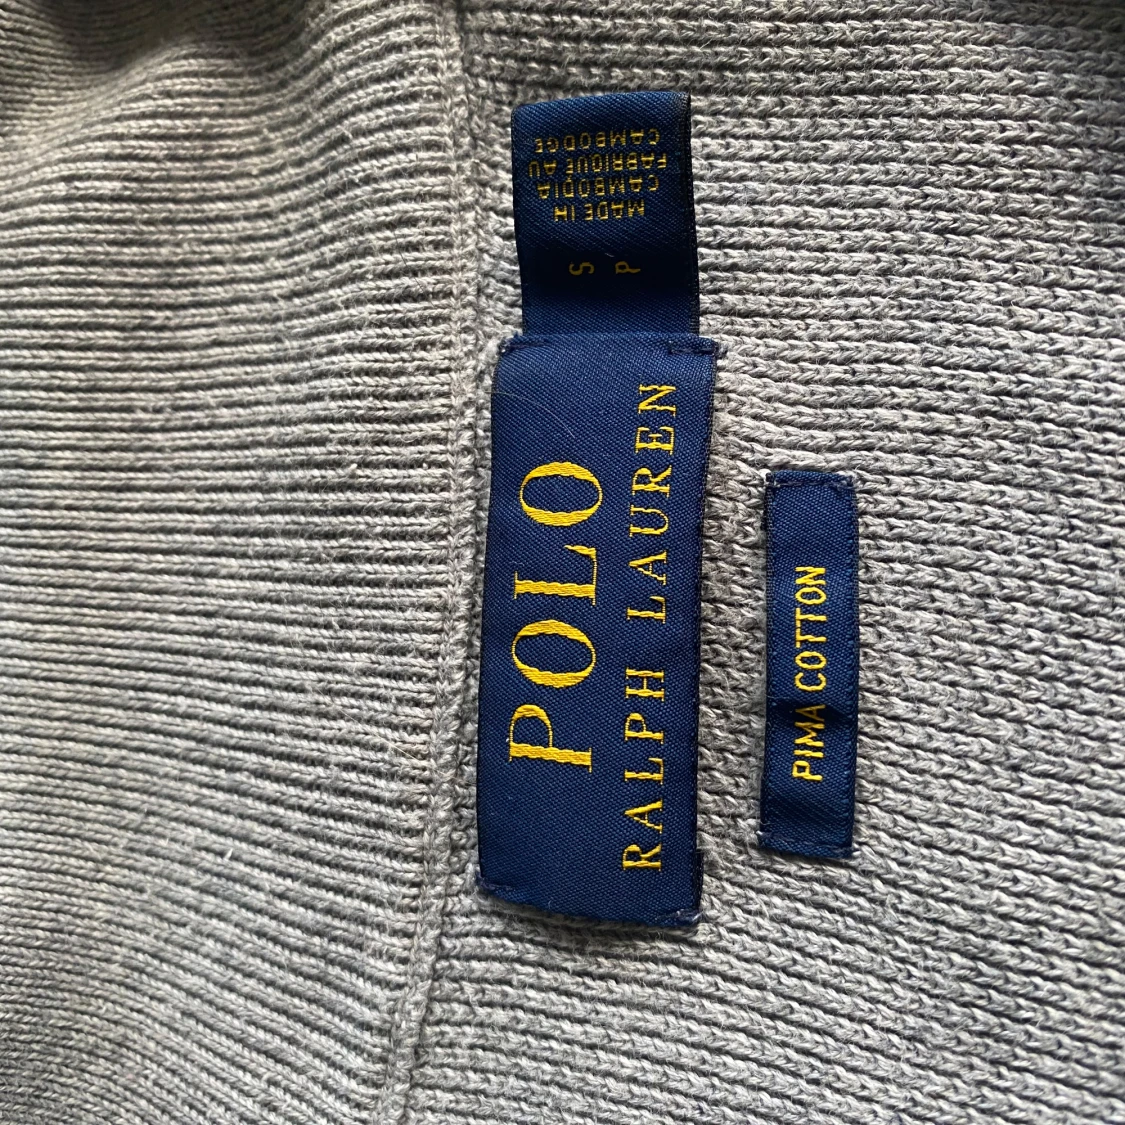 POLO
RALPH LAUREN
PIMA COTTON
S
P
MADE IN
CAMBODIA
FABRIQUE AU
CAMBODGE